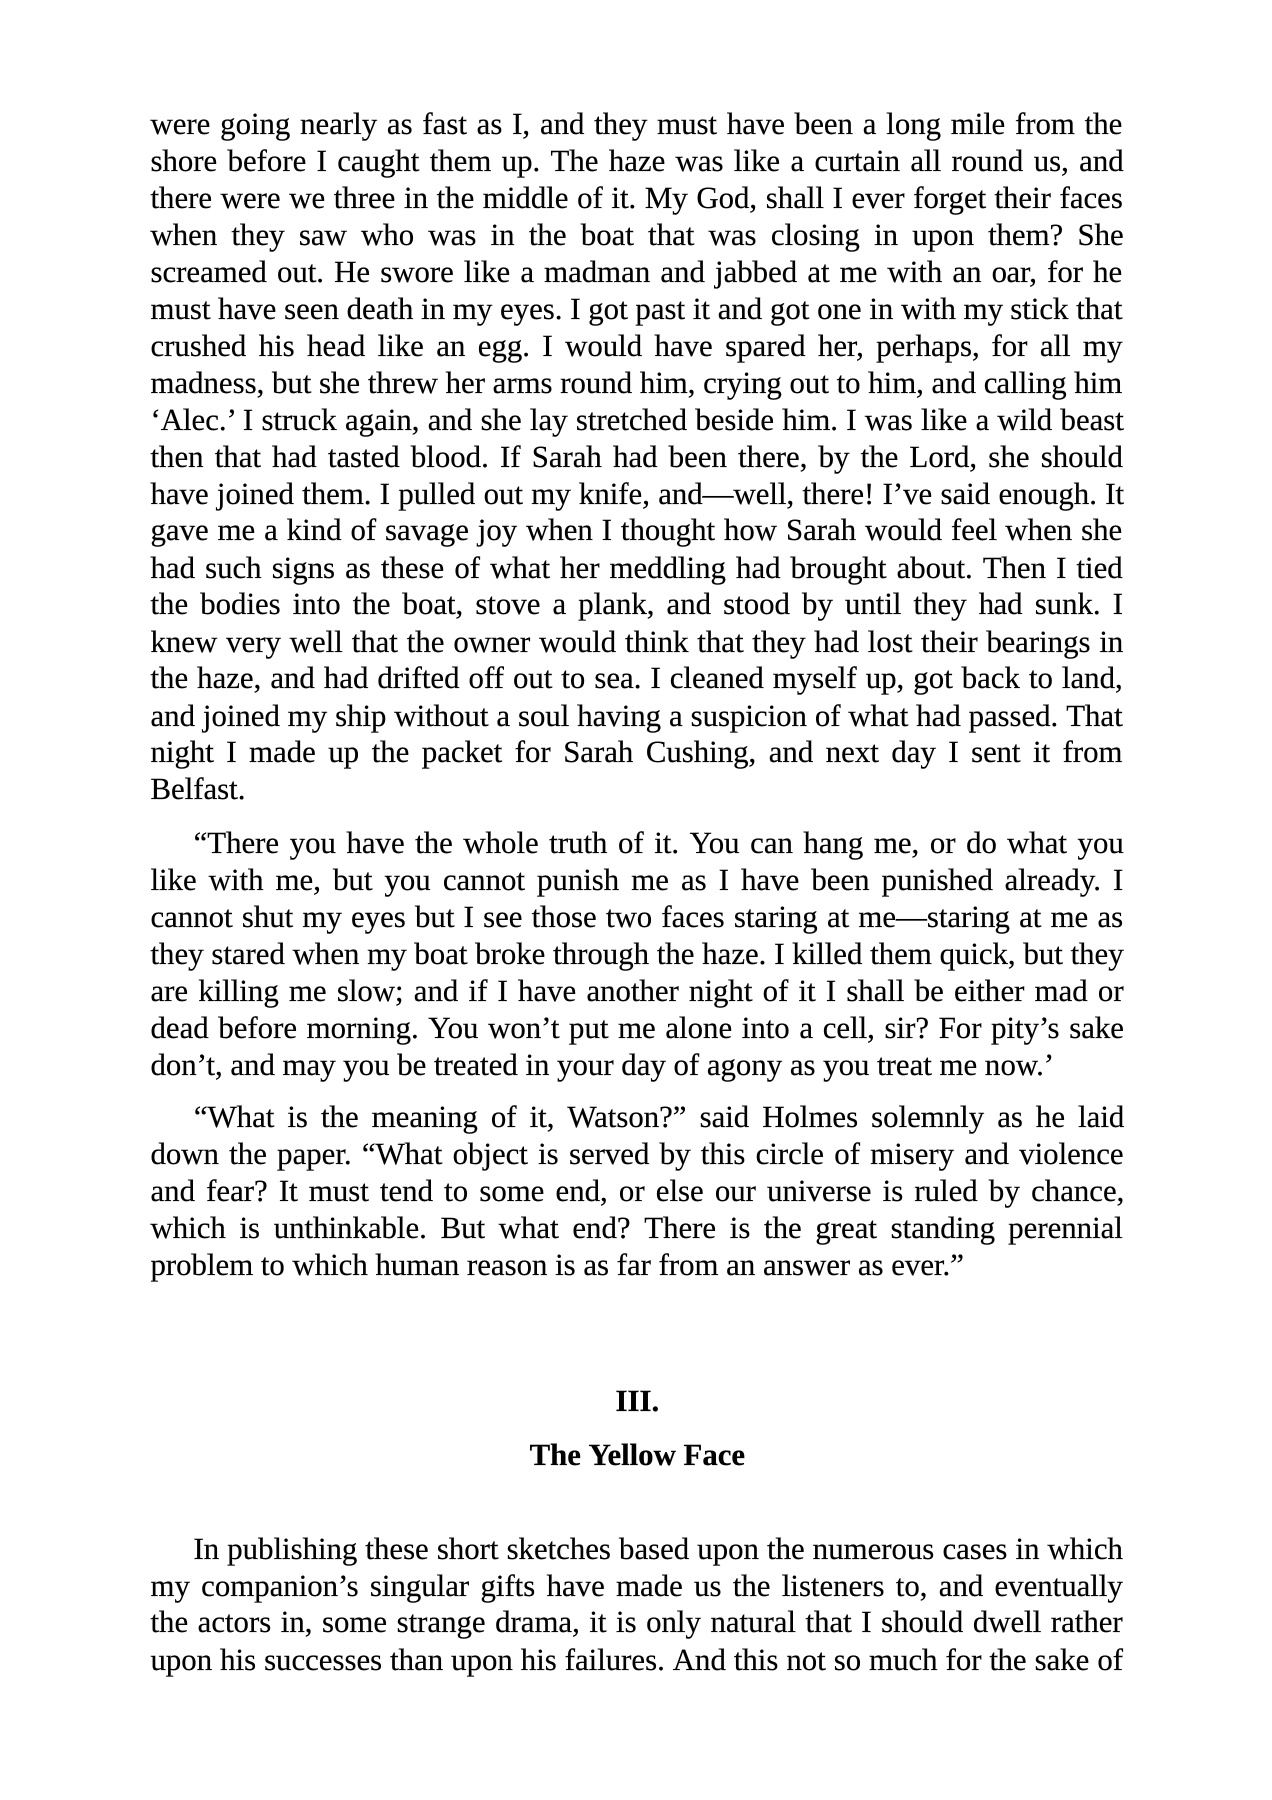 were going nearly as fast as I, and they must have been a long mile from the
shore before I caught them up. The haze was like a curtain all round us, and
there were we three in the middle of it. My God, shall I ever forget their faces
when they saw who was in the boat that was closing in upon them? She
screamed out. He swore like a madman and jabbed at me with an oar, for he
must have seen death in my eyes. I got past it and got one in with my stick that
crushed his head like an egg. I would have spared her, perhaps, for all my
madness, but she threw her arms round him, crying out to him, and calling him
‘Alec.’ I struck again, and she lay stretched beside him. I was like a wild beast
then that had tasted blood. If Sarah had been there, by the Lord, she should
have joined them. I pulled out my knife, and—well, there! I’ve said enough. It
gave me a kind of savage joy when I thought how Sarah would feel when she
had such signs as these of what her meddling had brought about. Then I tied
the bodies into the boat, stove a plank, and stood by until they had sunk. I
knew very well that the owner would think that they had lost their bearings in
the haze, and had drifted off out to sea. I cleaned myself up, got back to land,
and joined my ship without a soul having a suspicion of what had passed. That
night I made up the packet for Sarah Cushing, and next day I sent it from
Belfast.
“There you have the whole truth of it. You can hang me, or do what you
like with me, but you cannot punish me as I have been punished already. I
cannot shut my eyes but I see those two faces staring at me—staring at me as
they stared when my boat broke through the haze. I killed them quick, but they
are killing me slow; and if I have another night of it I shall be either mad or
dead before morning. You won’t put me alone into a cell, sir? For pity’s sake
don’t, and may you be treated in your day of agony as you treat me now.’
“What is the meaning of it, Watson?” said Holmes solemnly as he laid
down the paper. “What object is served by this circle of misery and violence
and fear? It must tend to some end, or else our universe is ruled by chance,
which is unthinkable. But what end? There is the great standing perennial
problem to which human reason is as far from an answer as ever.”
III.
The Yellow Face
In publishing these short sketches based upon the numerous cases in which
my companion’s singular gifts have made us the listeners to, and eventually
the actors in, some strange drama, it is only natural that I should dwell rather
upon his successes than upon his failures. And this not so much for the sake of